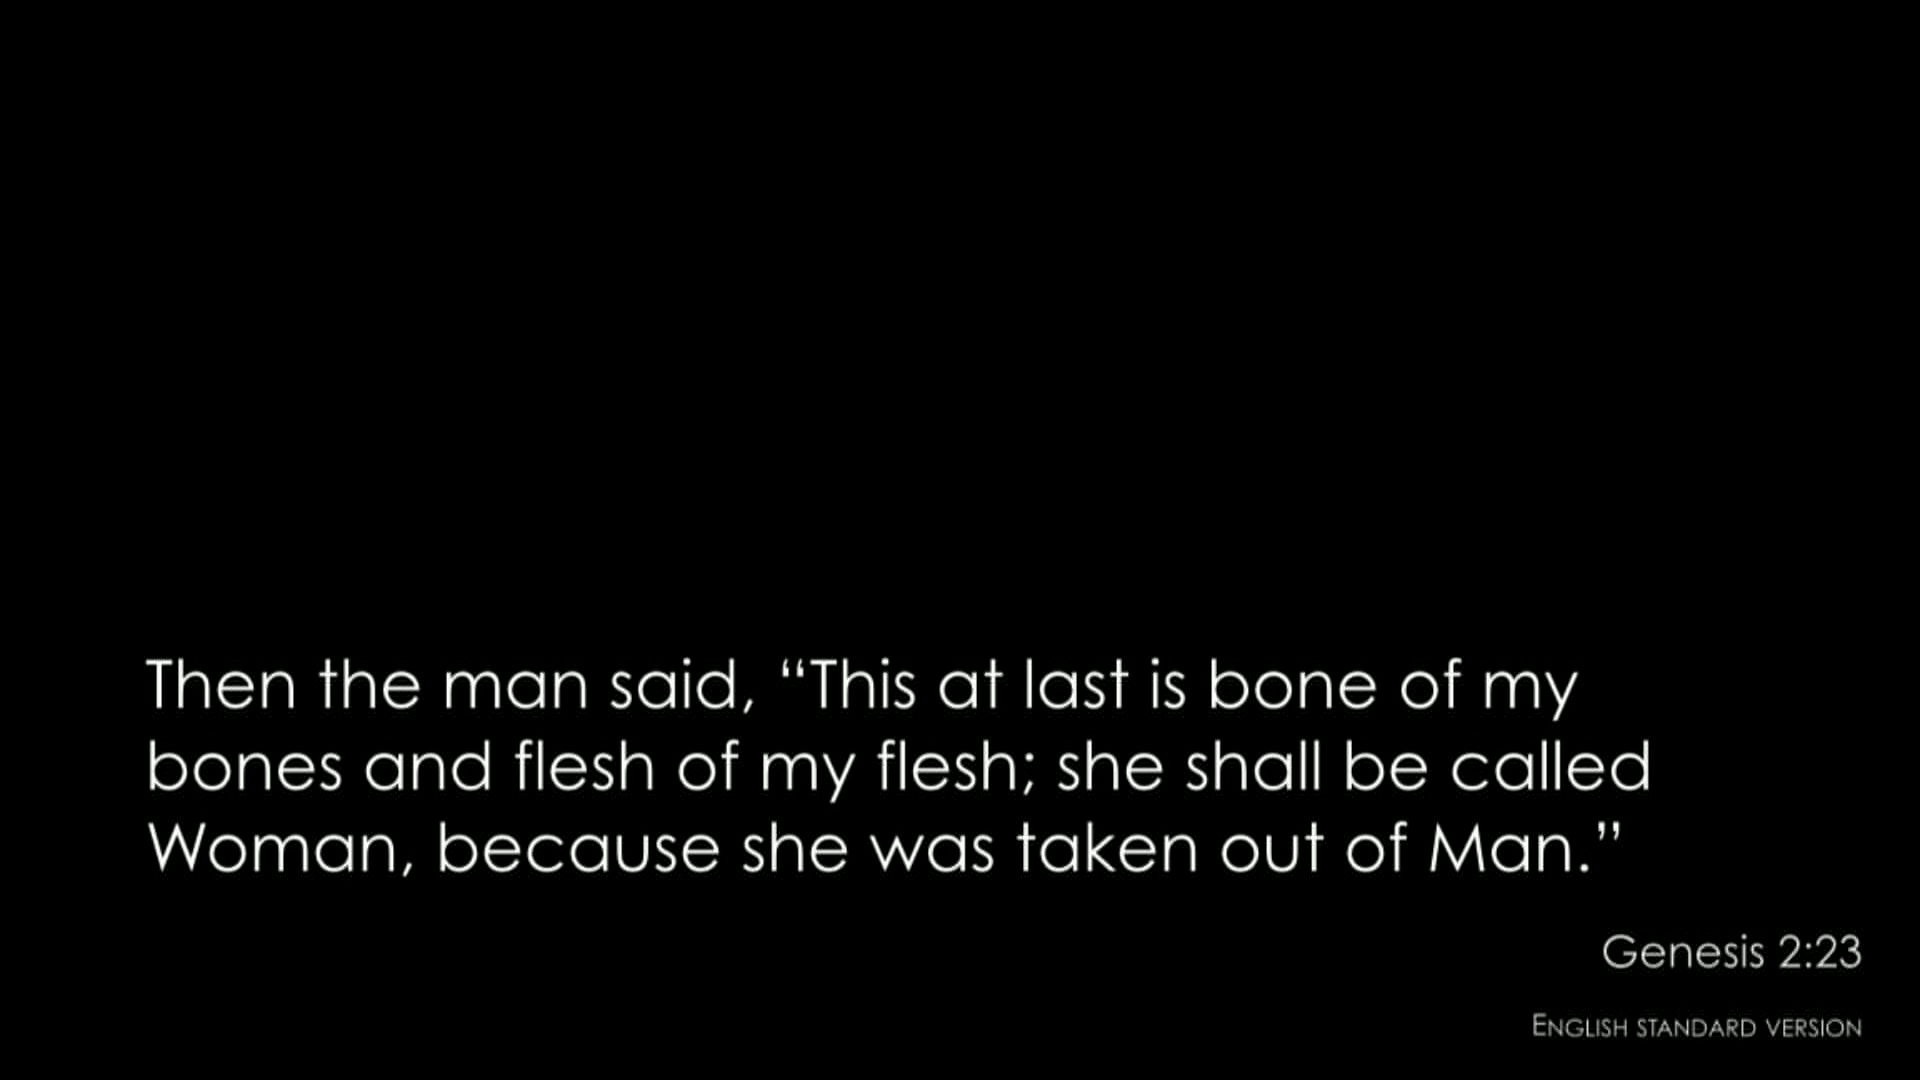 Then the man said, “This at last is bone of my
bones and flesh of my flesh; she shall be called
Woman, because she was taken out of Man.”
Genesis 2:23
ENGLISH STANDARD VERSION